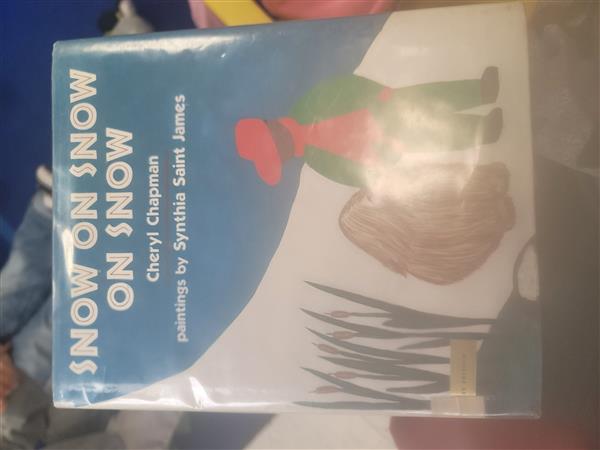 SNOW ON SNOW
ON SNOW
Cheryl Chapman
paintings by Synthia Saint James